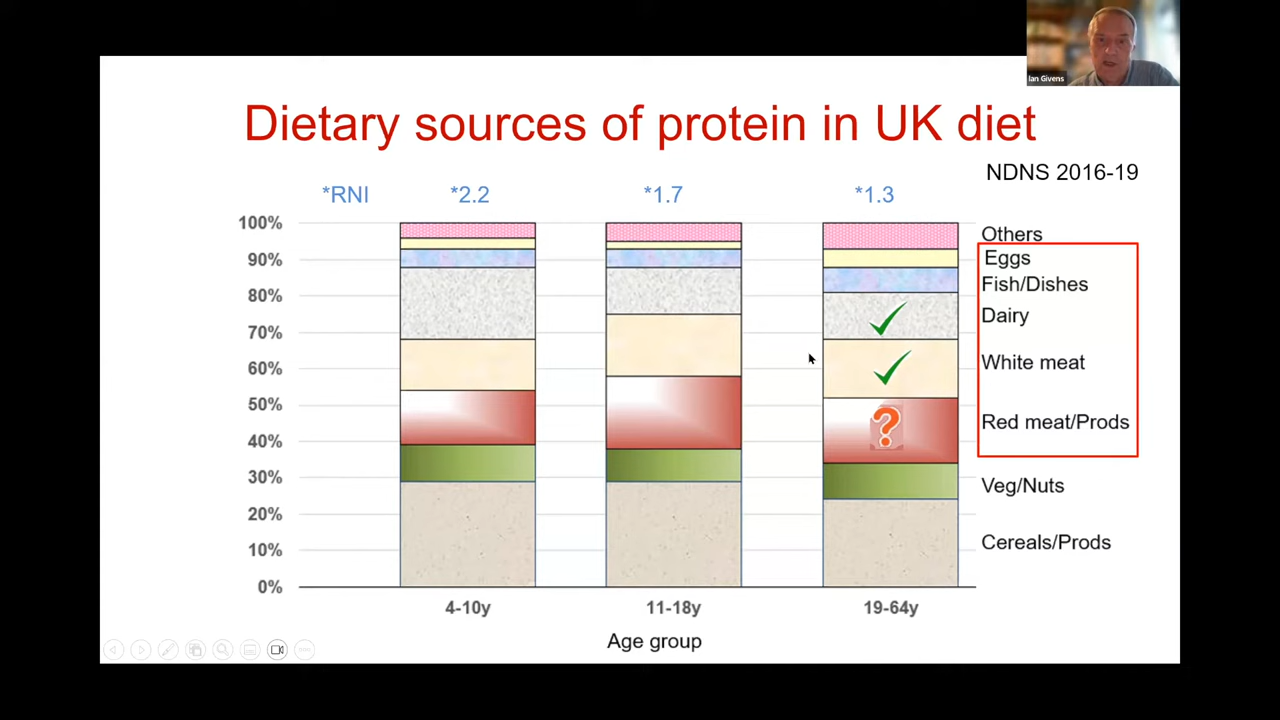 Ian Givens
Dietary sources of protein in UK diet
NDNS 2016-19
*RNI *2.2 *1.7 *1.3
100%
90%
80%
70%
60%
50%
40%
30%
20%
10%
0%
Others
Eggs
Fish/Dishes
Dairy
White meat
Red meat/Prods
Veg/Nuts
Cereals/Prods
?
4-10y 11-18y 19-64y
Age group